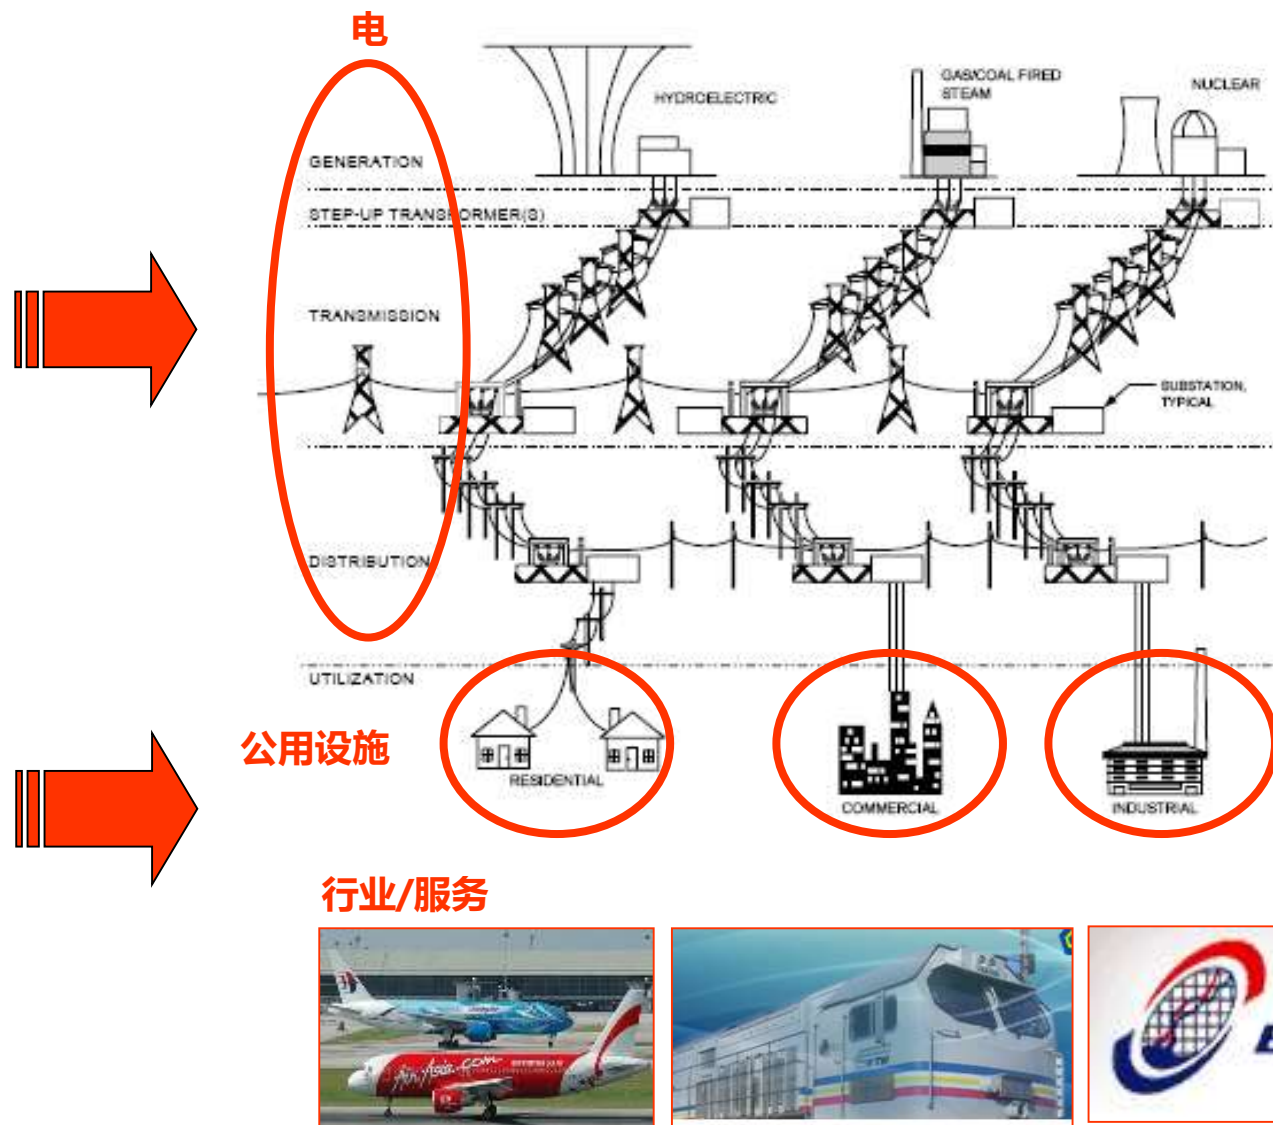 电
HYDROELECTRIC
GAS/COAL FIRED
STEAM
NUCLEAR
GENERATION
STEP-UP TRANSFORMER(S)
TRANSMISSION
SUBSTATION,
TYPICAL
DISTRIBUTION
UTILIZATION
公用设施
RESIDENTIAL
COMMERCIAL
INDUSTRIAL
行业/服务
AirAsia.com